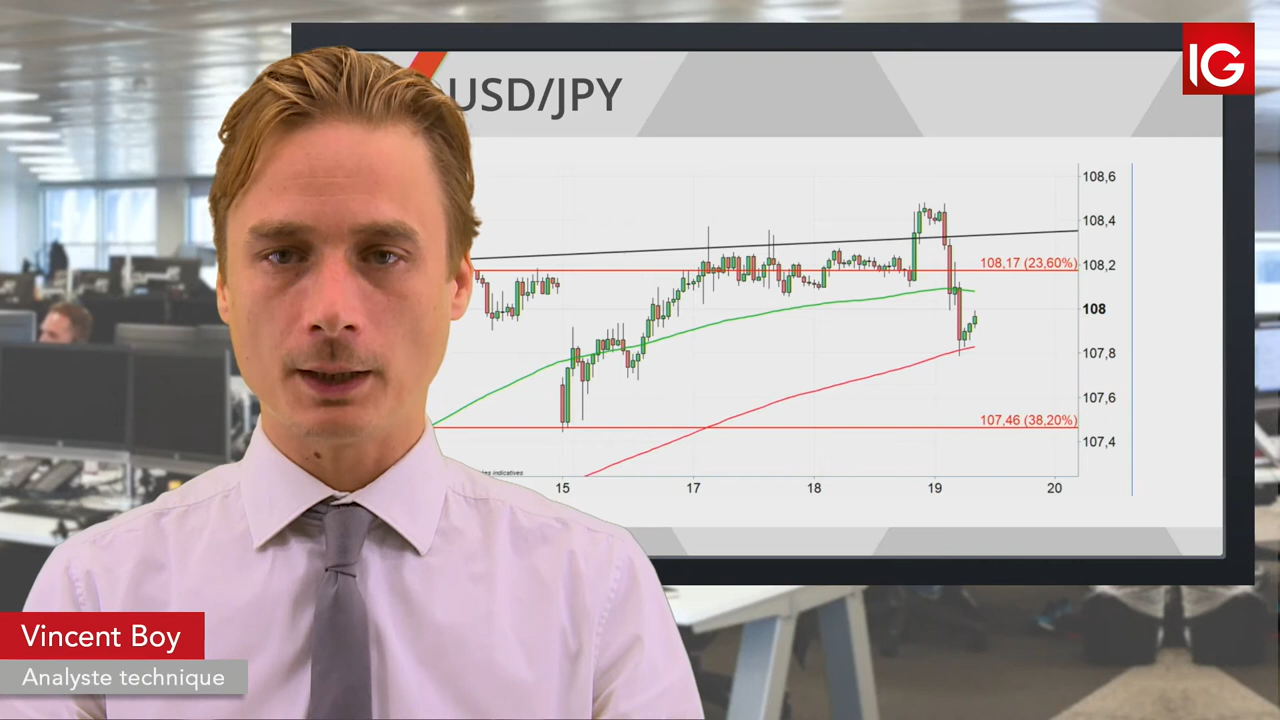 IG
USD/JPY
108,6
108,4
108,17 (23,60%)
108,2
108
107,8
107,6
107,46 (38,20%)
107,4
indicatives
15
17
18
19
20
Vincent Boy
Analyste technique